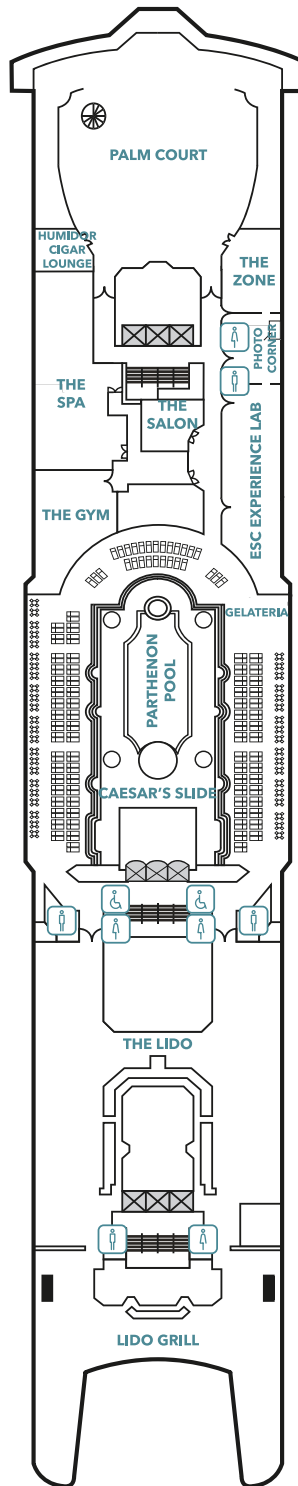 PALM COURT
HUMIDOR
CIGAR
LOUNGE
THE
ZONE
PHOTO
CORNER
THE
SPA
THE
SALON
ESC EXPERIENCE LAB
THE GYM
GELATERIA
PARTHENON
POOL
CAESAR'S SLIDE
THE LIDO
LIDO GRILL